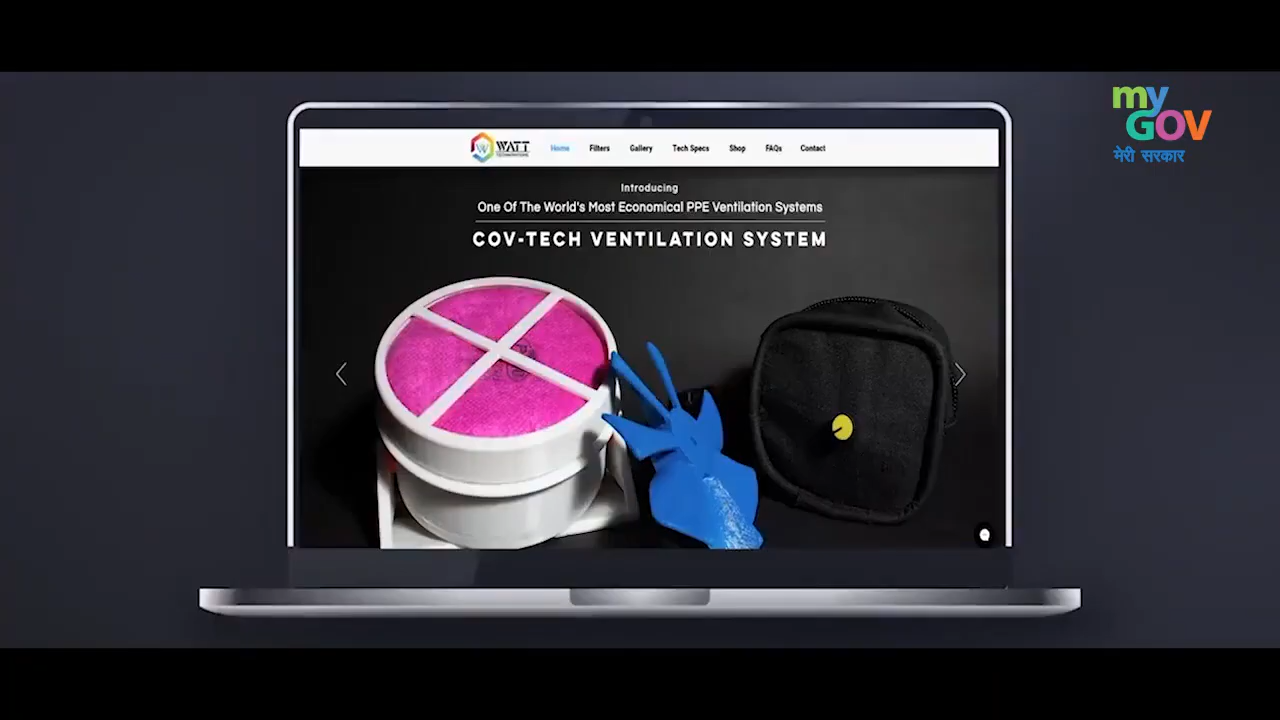 my
GOV
मेरी सरकार
WATT
Home Filters Gallery Tech Specs Shop FAQs Contact
Introducing
One Of The World's Most Economical PPE Ventilation Systems
COV-TECH VENTILATION SYSTEM